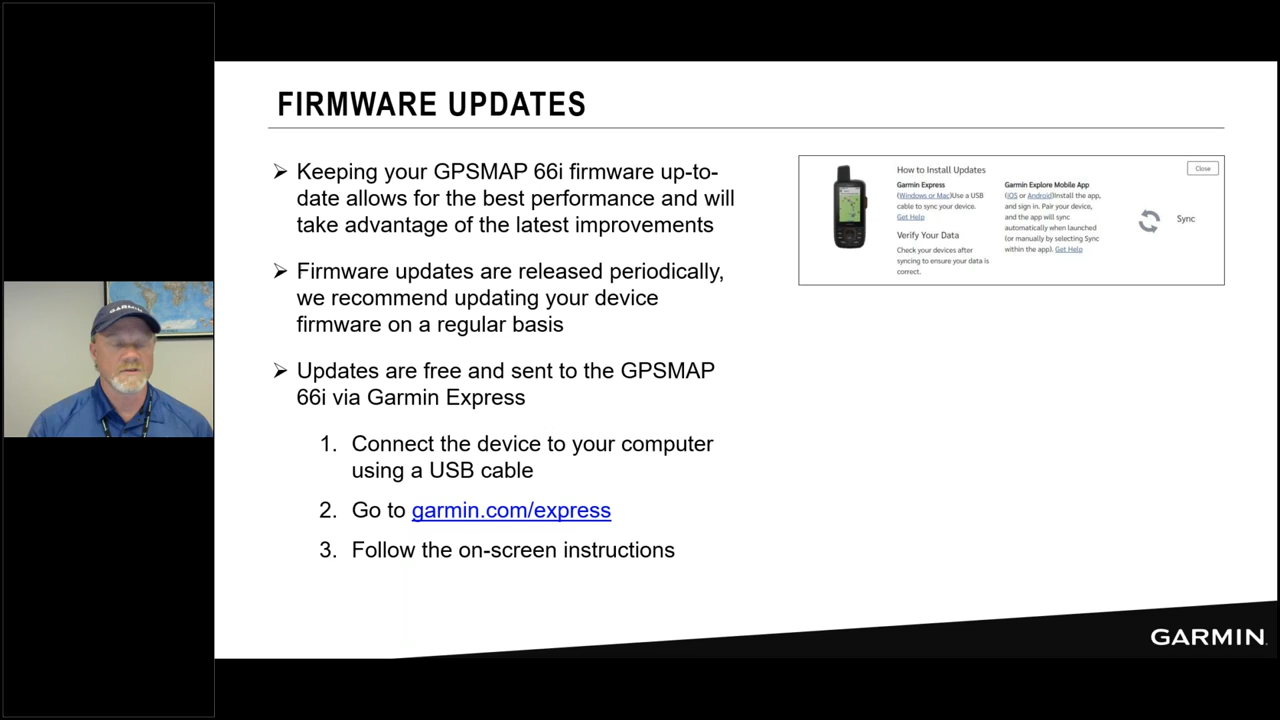 FIRMWARE UPDATES
➢ Keeping your GPSMAP 66i firmware up-to-
date allows for the best performance and will
take advantage of the latest improvements
➢ Firmware updates are released periodically,
we recommend updating your device
firmware on a regular basis
➢ Updates are free and sent to the GPSMAP
66i via Garmin Express
1. Connect the device to your computer
using a USB cable
2. Go to garmin.com/express
3. Follow the on-screen instructions
How to Install Updates
Close
Garmin Express
(Windows or Mac)Use a USB
cable to sync your device.
Get Help
Verify Your Data
Check your devices after
syncing to ensure your data is
correct.
Garmin Explore Mobile App
(iOS or Android)Install the app,
and sign in. Pair your device,
and the app will sync
automatically when launched
(or manually by selecting Sync
within the app). Get Help
Sync
GARMIN
GARMIN.